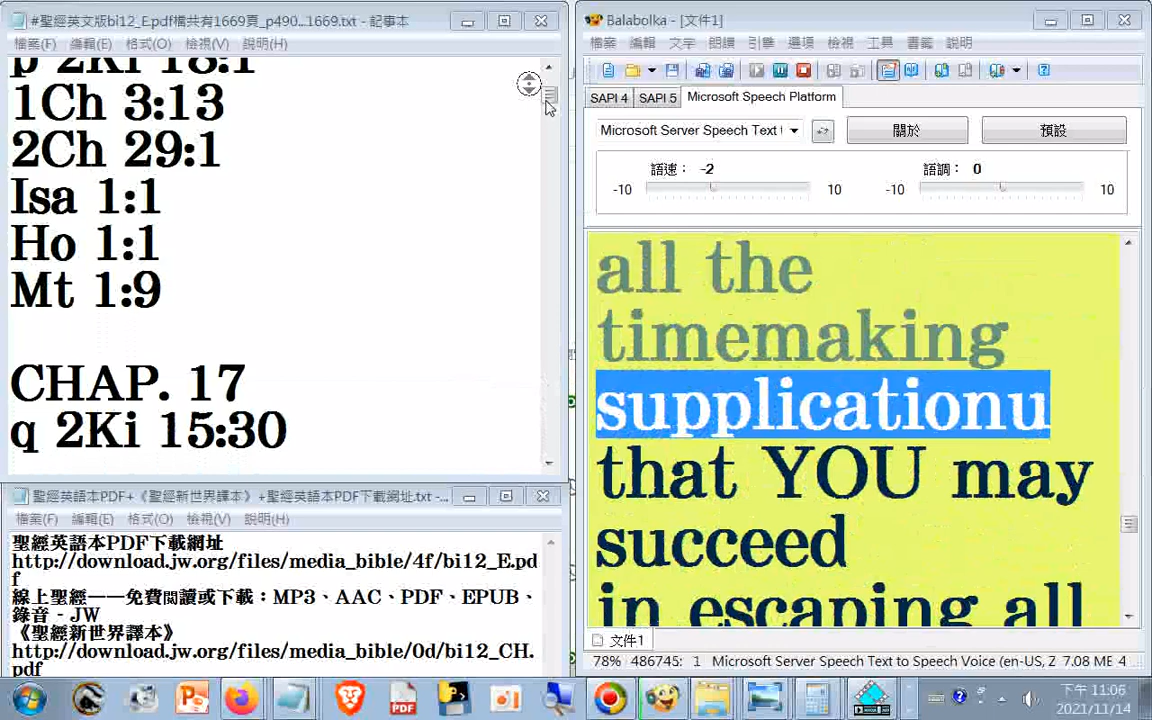 #聖經英文版bi12_E.pdf檔共有1669頁_p490...1669.txt - 記事本
檔案(F) 編輯(E) 格式(O) 檢視(V) 說明(H)
p 2Ki 18:1
1Ch 3:13
2Ch 29:1
Isa 1:1
Ho 1:1
Mt 1:9
CHAP. 17
q 2Ki 15:30
聖經英語本PDF+《聖經新世界譯本》+聖經英語本PDF下載網址.txt -...
檔案(F) 編輯(E) 格式(O) 檢視(V) 說明(H)
聖經英語本PDF下載網址
http://download.jw.org/files/media_bible/4f/bi12_E.pd
f
線上聖經——免費閱讀或下載：MP3、AAC、PDF、EPUB、
錄音 - JW
《聖經新世界譯本》
http://download.jw.org/files/media_bible/0d/bi12_CH.
pdf
Balabolka - [文件1]
檔案 編輯 文字 朗讀 引擎 選項 檢視 工具 書籤 說明
SAPI 4 SAPI 5 Microsoft Speech Platform
Microsoft Server Speech Text 關於 預設
語速： -2 語調： 0
-10 10 -10 10
all the
timemaking
supplicationu
that YOU may
succeed
in escaping all
文件1
78% 486745: 1 Microsoft Server Speech Text to Speech Voice (en-US, Z 7.08 ME 4
下午 11:06
2021/11/14